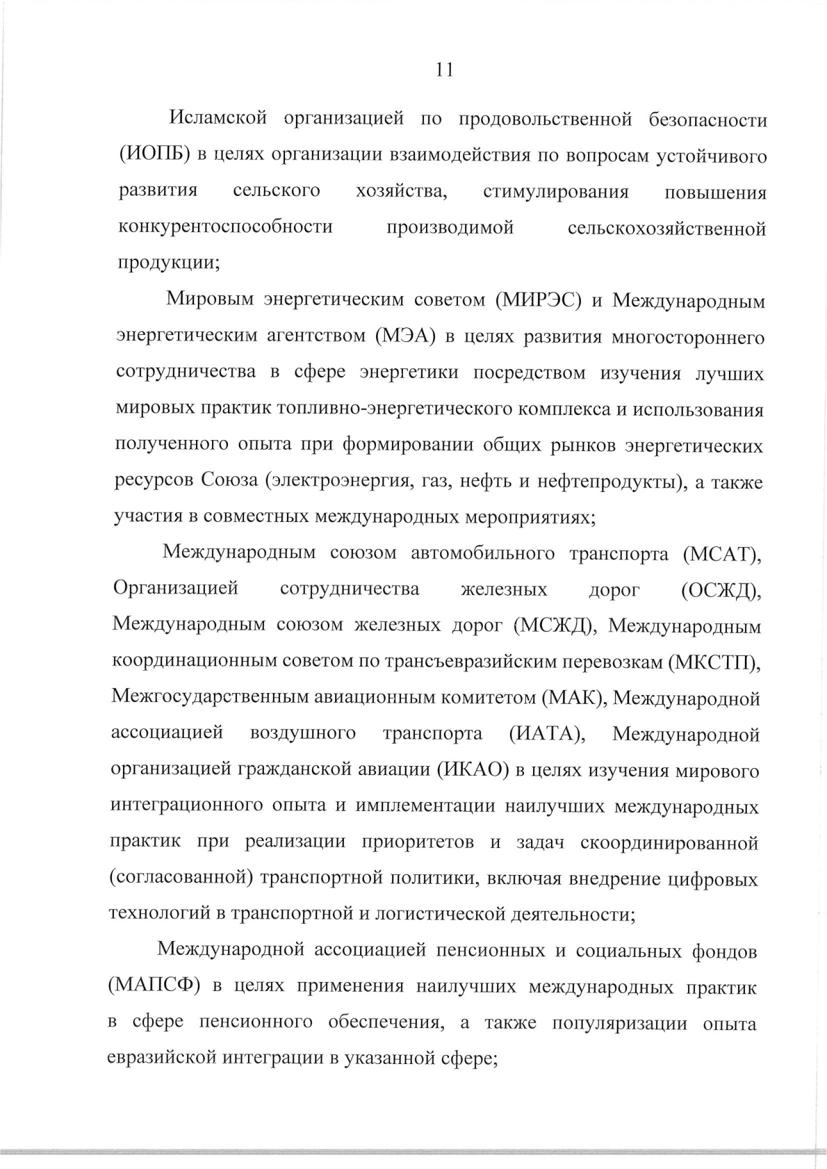 11
Исламской организацией по продовольственной безопасности
(ИОПБ) в целях организации взаимодействия по вопросам устойчивого
развития сельского хозяйства, стимулирования повышения
конкурентоспособности производимой сельскохозяйственной
продукции;
Мировым энергетическим советом (МИРЭС) и Международным
энергетическим агентством (МЭА) в целях развития многостороннего
сотрудничества в сфере энергетики посредством изучения лучших
мировых практик топливно-энергетического комплекса и использования
полученного опыта при формировании общих рынков энергетических
ресурсов Союза (электроэнергия, газ, нефть и нефтепродукты), а также
участия в совместных международных мероприятиях;
Международным союзом автомобильного транспорта (МСАТ),
Организацией сотрудничества железных дорог (ОСЖД),
Международным союзом железных дорог (МСЖД), Международным
координационным советом по трансъевразийским перевозкам (МКСТП),
Межгосударственным авиационным комитетом (МАК), Международной
ассоциацией воздушного транспорта (ИАТА), Международной
организацией гражданской авиации (ИКАО) в целях изучения мирового
интеграционного опыта и имплементации наилучших международных
практик при реализации приоритетов и задач скоординированной
(согласованной) транспортной политики, включая внедрение цифровых
технологий в транспортной и логистической деятельности;
Международной ассоциацией пенсионных и социальных фондов
(МАПСФ) в целях применения наилучших международных практик
в сфере пенсионного обеспечения, а также популяризации опыта
евразийской интеграции в указанной сфере;